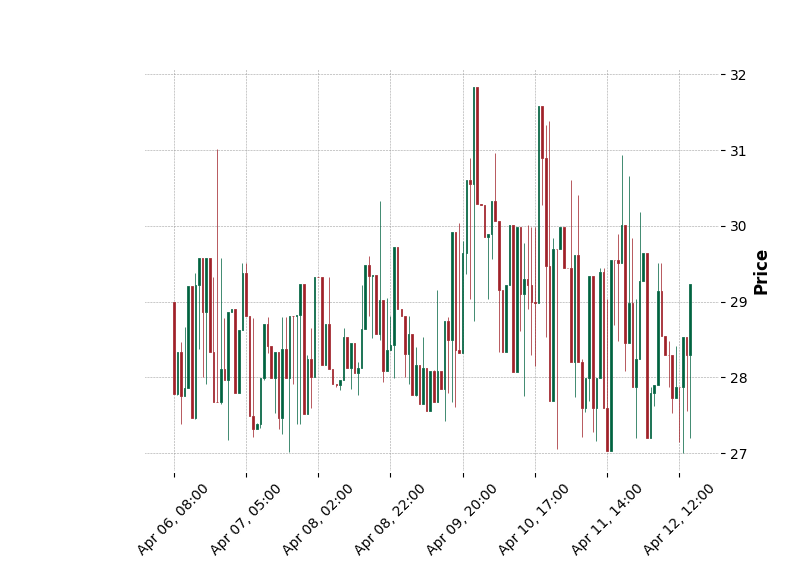 32
31
30
29
28
27
Price
Apr 06, 08:00
Apr 07, 05:00
Apr 08, 02:00
Apr 08, 22:00
Apr 09, 20:00
Apr 10, 17:00
Apr 11, 14:00
Apr 12, 12:00